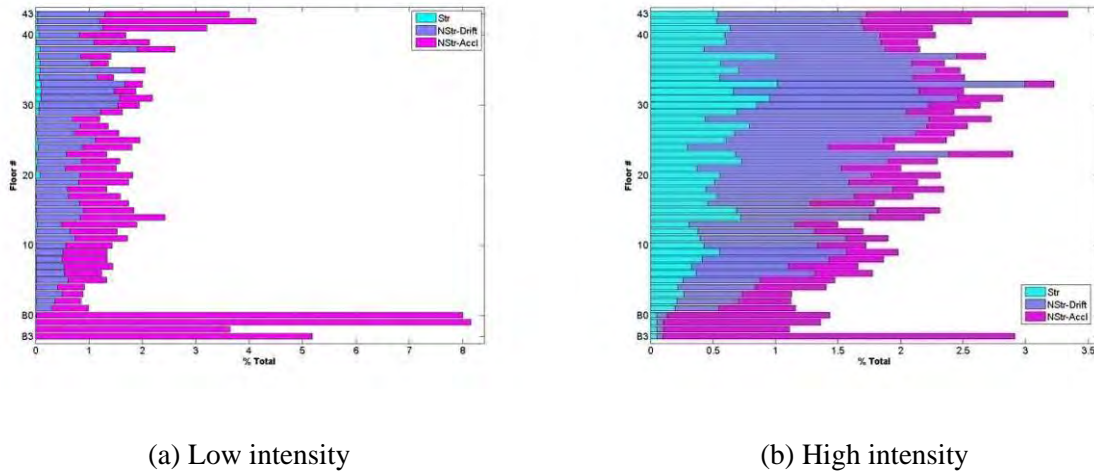 43
40
30
20
10
B0
B3
Floor #
0 1 2 3 4 5 6 7 8
% Total
Str
NStr-Drift
NStr-Accl
43
40
30
20
10
B0
B3
Floor #
0 0.5 1 1.5 2 2.5 3 3.5
% Total
Str
NStr-Drift
NStr-Accl
(a) Low intensity
(b) High intensity